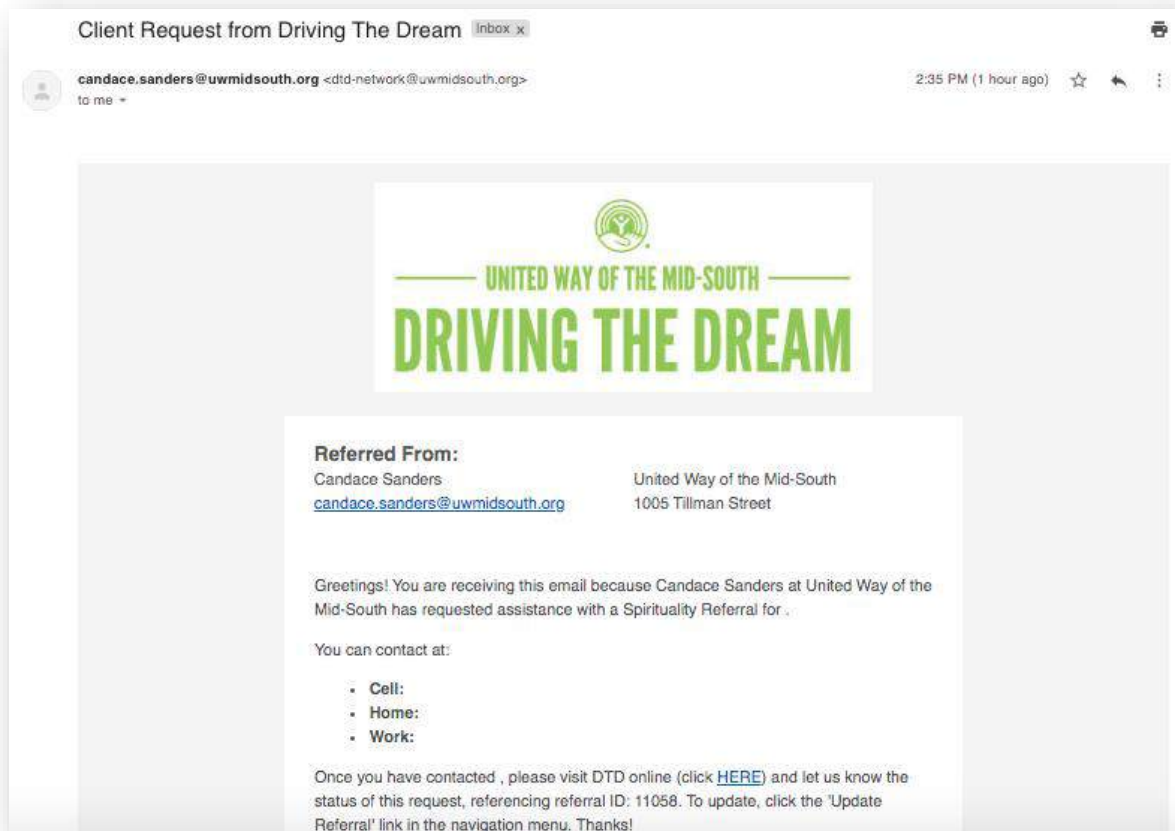 Client Request from Driving The Dream Inbox x
candace.sanders@uwmidsouth.org <dtd-network@uwmidsouth.org>
2:35 PM (1 hour ago)
to me
UNITED WAY OF THE MID-SOUTH
DRIVING THE DREAM
Referred From:
Candace Sanders United Way of the Mid-South
candace.sanders@uwmidsouth.org 1005 Tillman Street
Greetings! You are receiving this email because Candace Sanders at United Way of the
Mid-South has requested assistance with a Spirituality Referral for .
You can contact at:
• Cell:
• Home:
• Work:
Once you have contacted , please visit DTD online (click HERE) and let us know the
status of this request, referencing referral ID: 11058. To update, click the 'Update
Referral' link in the navigation menu. Thanks!